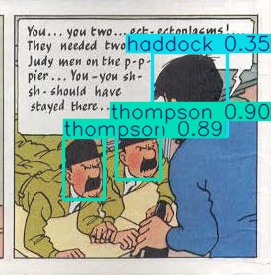 You... you two... ect-ectoplasms!
They needed two
Judy men on the p-p-
pier... You-you sh-
sh-should have
stayed there..
haddock 0.35
thompson 0.90
thompson 0.89